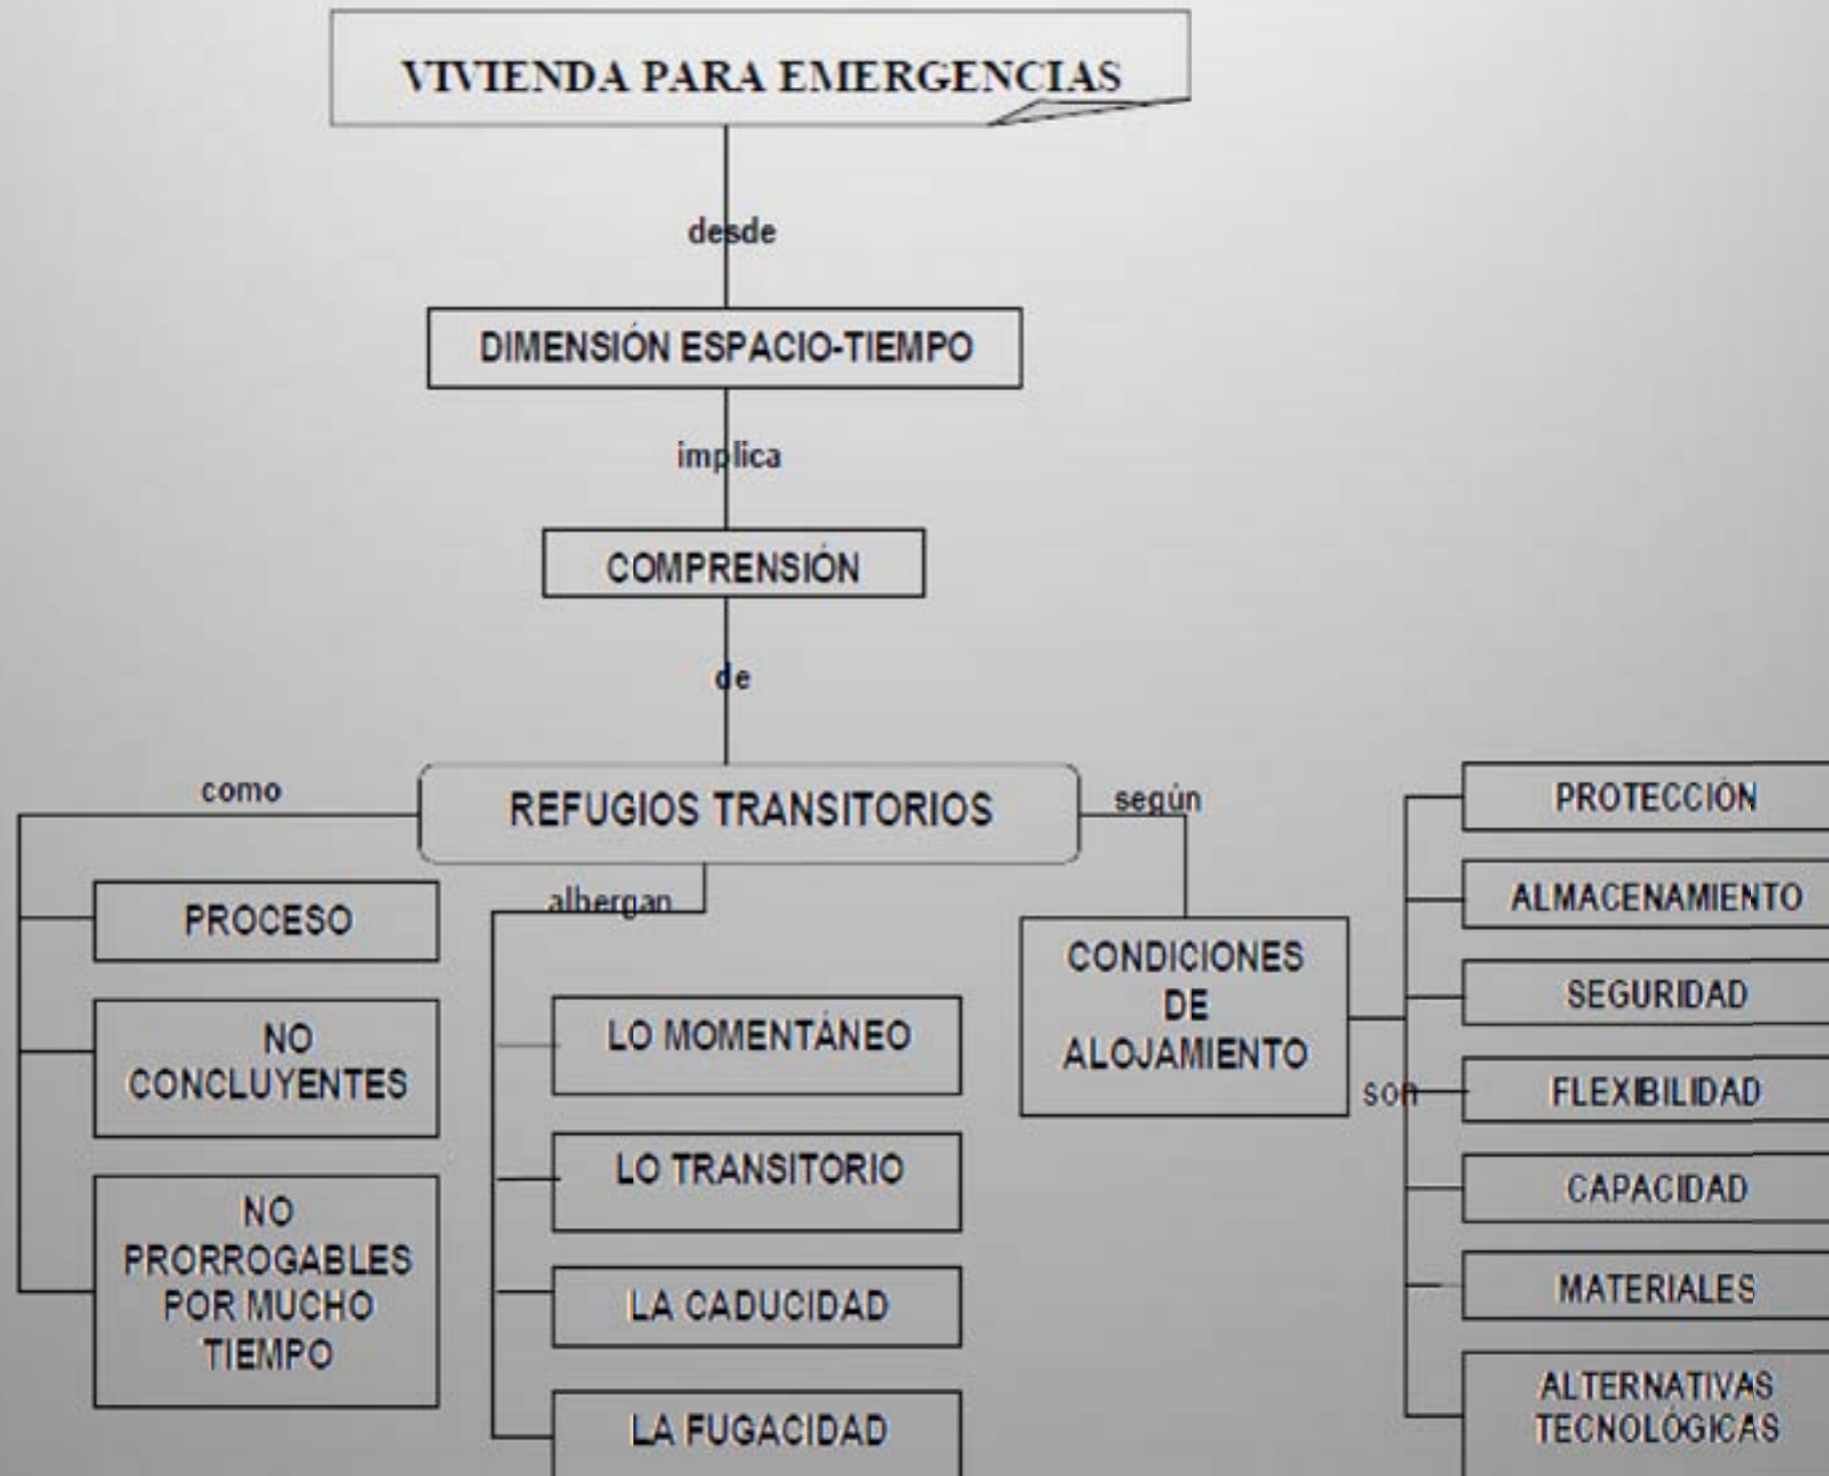 VIVIENDA PARA EMERGENCIAS
desde
DIMENSIÓN ESPACIO-TIEMPO
implica
COMPRENSIÓN
de
REFUGIOS TRANSITORIOS
como
PROCESO
NO
CONCLUYENTES
NO
PRORROGABLES
POR MUCHO
TIEMPO
albergan
LO MOMENTÁNEO
LO TRANSITORIO
LA CADUCIDAD
LA FUGACIDAD
según
CONDICIONES
DE
ALOJAMIENTO
son
PROTECCIÓN
ALMACENAMIENTO
SEGURIDAD
FLEXIBILIDAD
CAPACIDAD
MATERIALES
ALTERNATIVAS
TECNOLÓGICAS